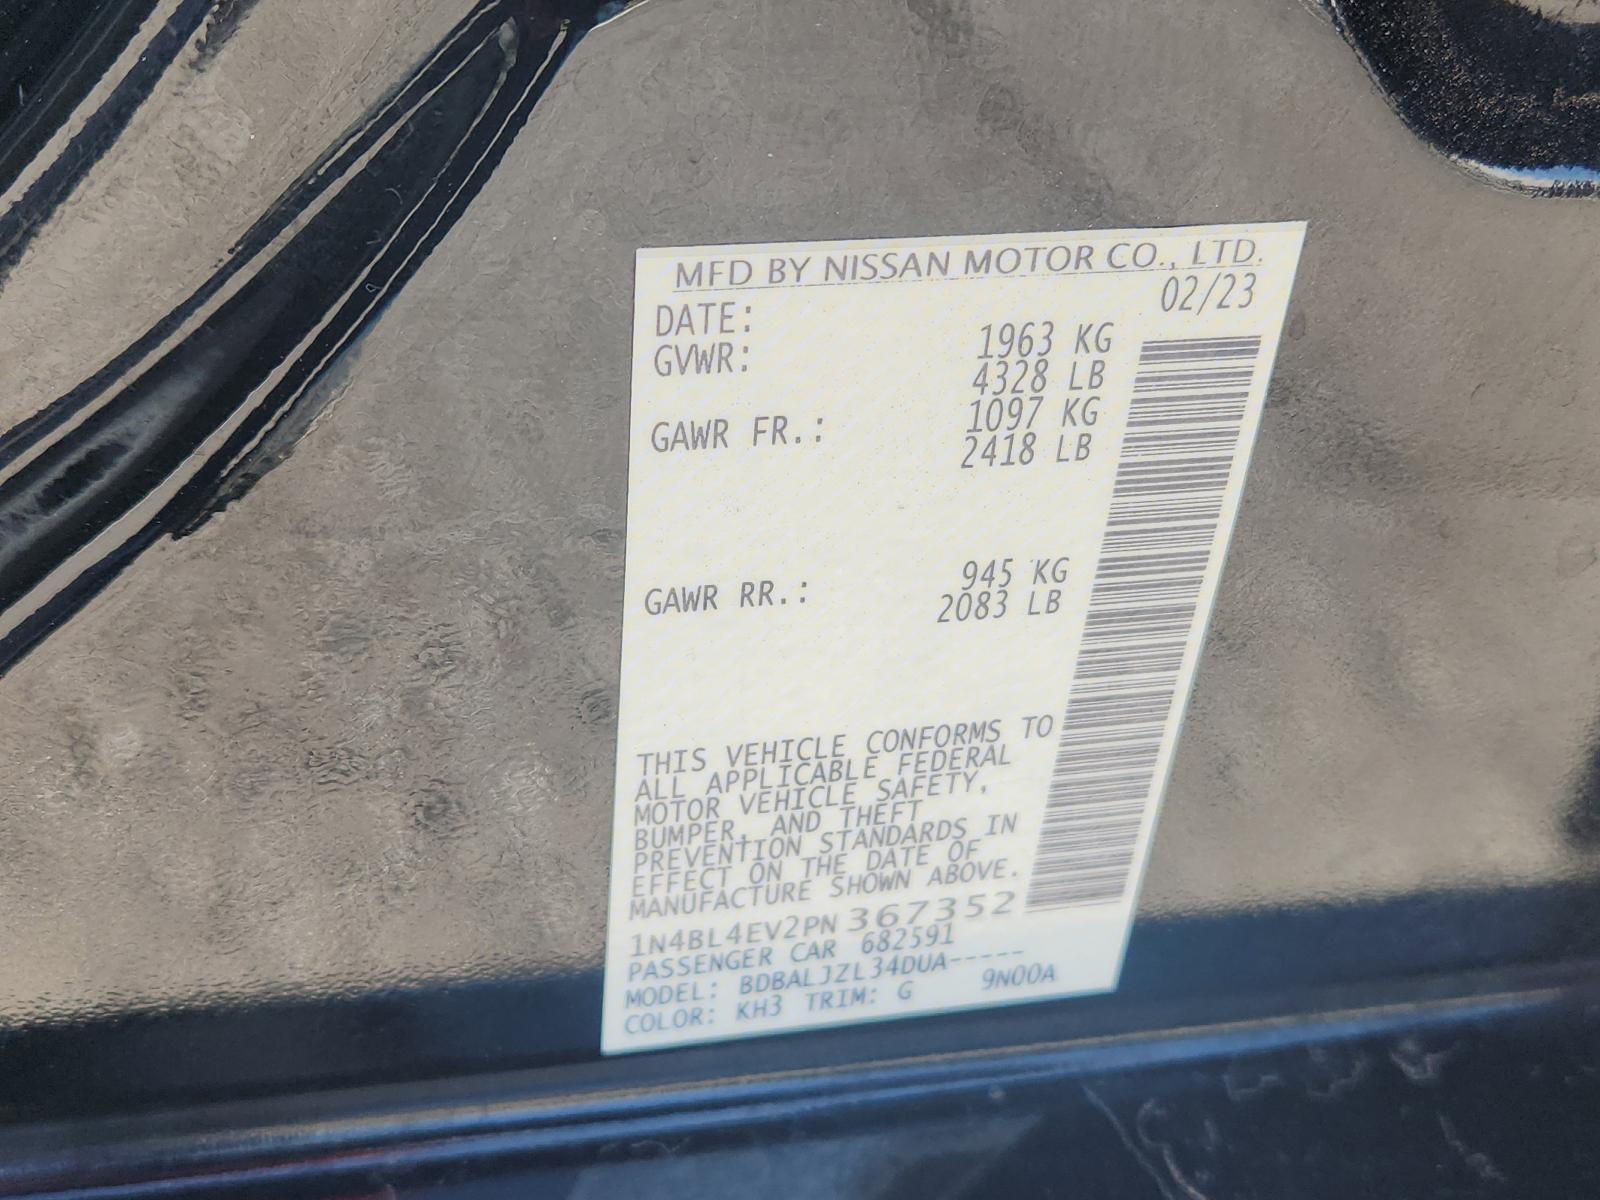 MFD BY NISSAN MOTOR CO., LTD.
DATE: 02/23
GVWR: 1963 KG
4328 LB
GAWR FR.: 1097 KG
2418 LB
GAWR RR.: 945 KG
2083 LB
THIS VEHICLE CONFORMS TO
ALL APPLICABLE FEDERAL
MOTOR VEHICLE SAFETY,
BUMPER, AND THEFT
PREVENTION STANDARDS IN
EFFECT ON THE DATE OF
MANUFACTURE SHOWN ABOVE.
1N4BL4EV2PN367352
PASSENGER CAR 682591
MODEL: BDBALJZL34DUA-----
COLOR: KH3 TRIM: G 9N00A